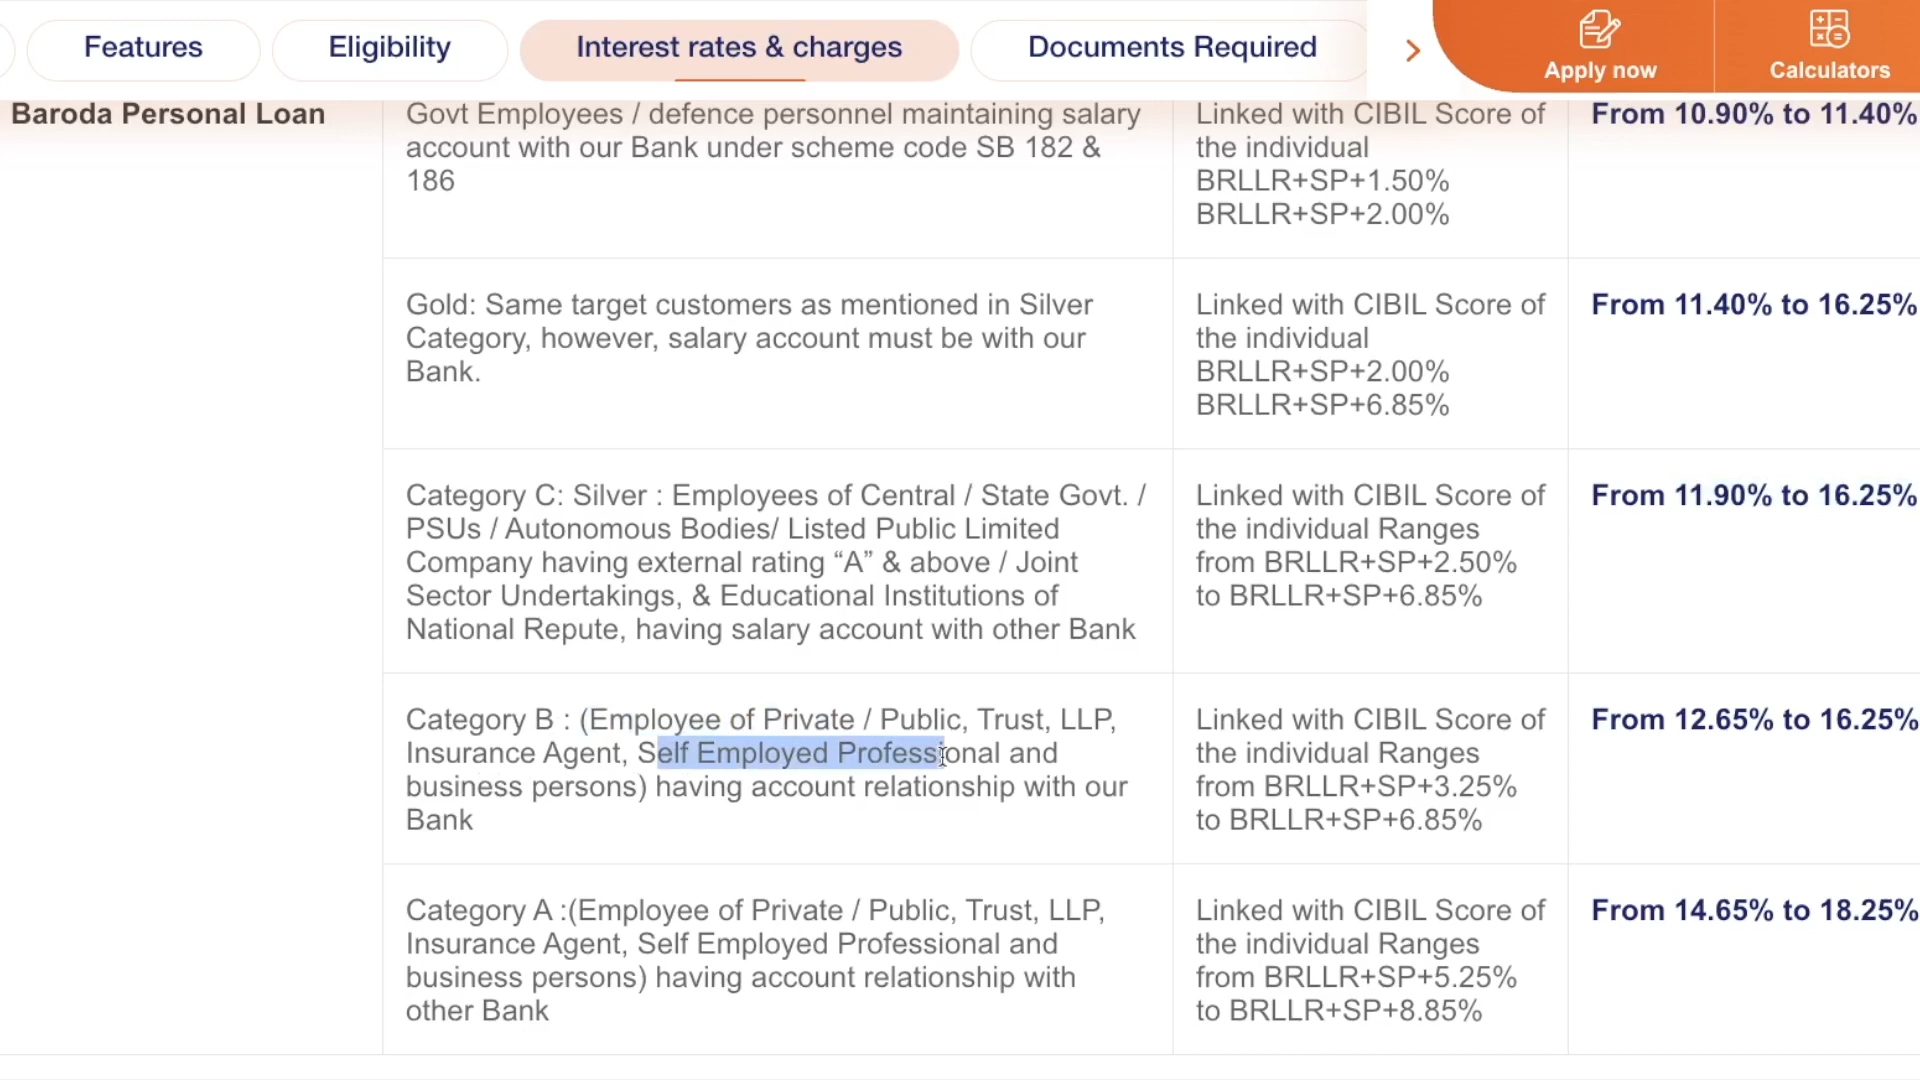 Features
Eligibility
Interest rates & charges
Documents Required
Apply now
Calculators
Baroda Personal Loan
Govt Employees / defence personnel maintaining salary
account with our Bank under scheme code SB 182 &
186
Linked with CIBIL Score of
the individual
BRLLR+SP+1.50%
BRLLR+SP+2.00%
From 10.90% to 11.40%
Gold: Same target customers as mentioned in Silver
Category, however, salary account must be with our
Bank.
Linked with CIBIL Score of
the individual
BRLLR+SP+2.00%
BRLLR+SP+6.85%
From 11.40% to 16.25%
Category C: Silver : Employees of Central / State Govt. /
PSUs / Autonomous Bodies/ Listed Public Limited
Company having external rating “A” & above / Joint
Sector Undertakings, & Educational Institutions of
National Repute, having salary account with other Bank
Linked with CIBIL Score of
the individual Ranges
from BRLLR+SP+2.50%
to BRLLR+SP+6.85%
From 11.90% to 16.25%
Category B : (Employee of Private / Public, Trust, LLP,
Insurance Agent, Self Employed Professional and
business persons) having account relationship with our
Bank
Linked with CIBIL Score of
the individual Ranges
from BRLLR+SP+3.25%
to BRLLR+SP+6.85%
From 12.65% to 16.25%
Category A :(Employee of Private / Public, Trust, LLP,
Insurance Agent, Self Employed Professional and
business persons) having account relationship with
other Bank
Linked with CIBIL Score of
the individual Ranges
from BRLLR+SP+5.25%
to BRLLR+SP+8.85%
From 14.65% to 18.25%